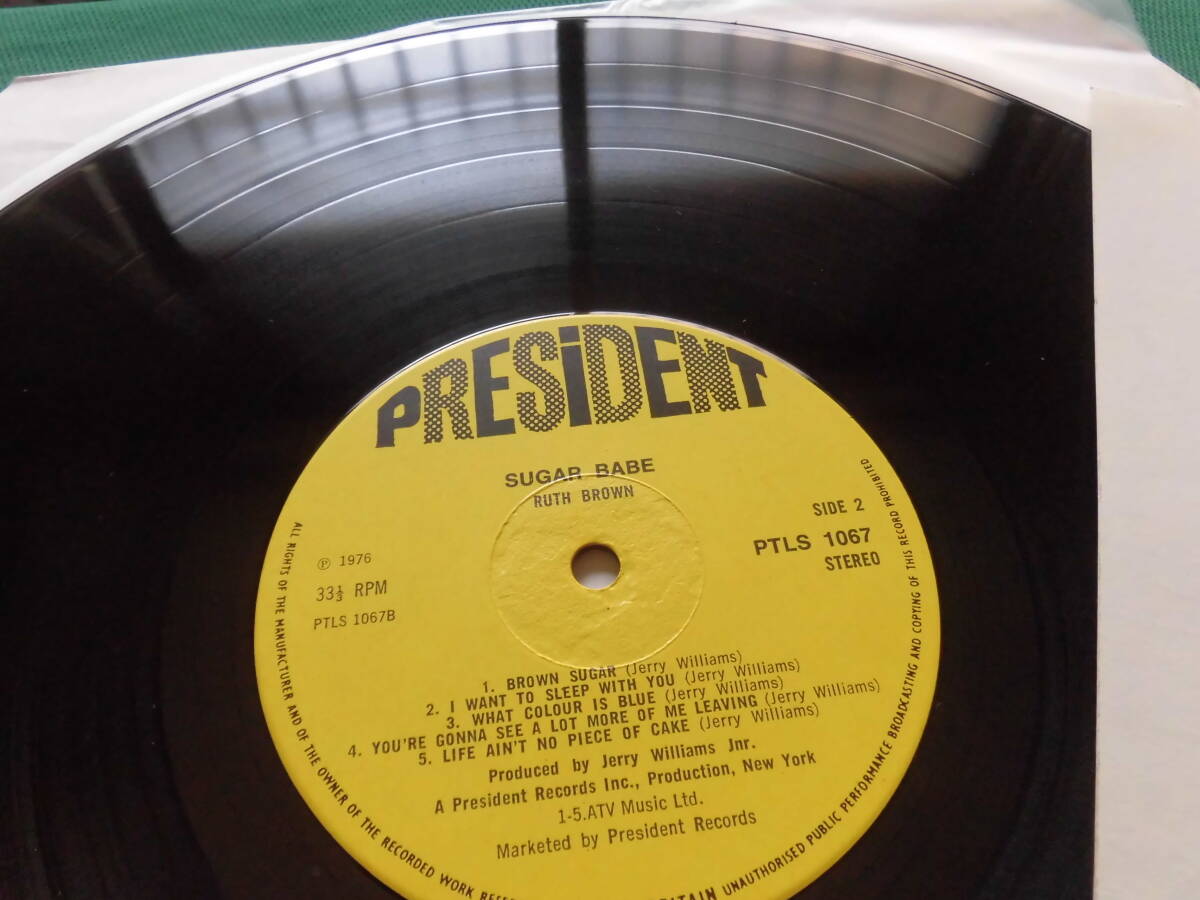 PRESiDENT
SUGAR BABE
RUTH BROWN
SIDE 2
℗ 1976
PTLS 1067
33⅓ RPM
STEREO
PTLS 1067B
1. BROWN SUGAR (Jerry Williams)
2. I WANT TO SLEEP WITH YOU (Jerry Williams)
3. WHAT COLOUR IS BLUE (Jerry Williams)
4. YOU'RE GONNA SEE A LOT MORE OF ME LEAVING (Jerry Williams)
5. LIFE AIN'T NO PIECE OF CAKE (Jerry Williams)
Produced by Jerry Williams Jnr.
A President Records Inc., Production, New York
1-5.ATV Music Ltd.
Marketed by President Records
ALL RIGHTS OF THE MANUFACTURER AND OF THE OWNER OF THE RECORDED WORK
UNAUTHORISED PUBLIC PERFORMANCE BROADCASTING AND COPYING OF THIS RECORD PROHIBITED